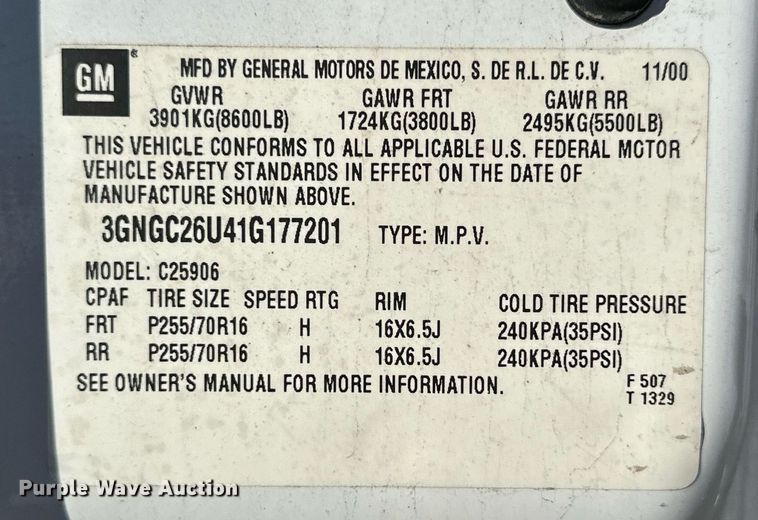 GM ®
MFD BY GENERAL MOTORS DE MEXICO, S. DE R.L. DE C.V. 11/00
GVWR GAWR FRT GAWR RR
3901KG(8600LB) 1724KG(3800LB) 2495KG(5500LB)
THIS VEHICLE CONFORMS TO ALL APPLICABLE U.S. FEDERAL MOTOR
VEHICLE SAFETY STANDARDS IN EFFECT ON THE DATE OF
MANUFACTURE SHOWN ABOVE.
3GNGC26U41G177201 TYPE: M.P.V.
MODEL: C25906
CPAF TIRE SIZE SPEED RTG RIM COLD TIRE PRESSURE
FRT P255/70R16 H 16X6.5J 240KPA(35PSI)
RR P255/70R16 H 16X6.5J 240KPA(35PSI)
SEE OWNER'S MANUAL FOR MORE INFORMATION. F 507
T 1329
Purple Wave Auction